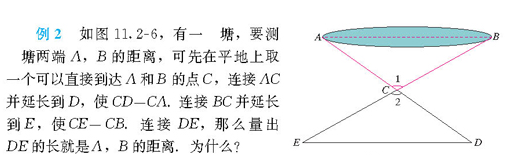 例 2 如图 11.2-6,有一 塘,要测
塘两端 A,B 的距离,可先在平地上取
一个可以直接到达 A 和 B 的点 C,连接 AC
并延长到 D,使 CD—CA. 连接 BC 并延长
到 E,使 CE—CB. 连接 DE,那么量出
DE 的长就是 A,B 的距离. 为什么?
A
B
1
C
2
E
D